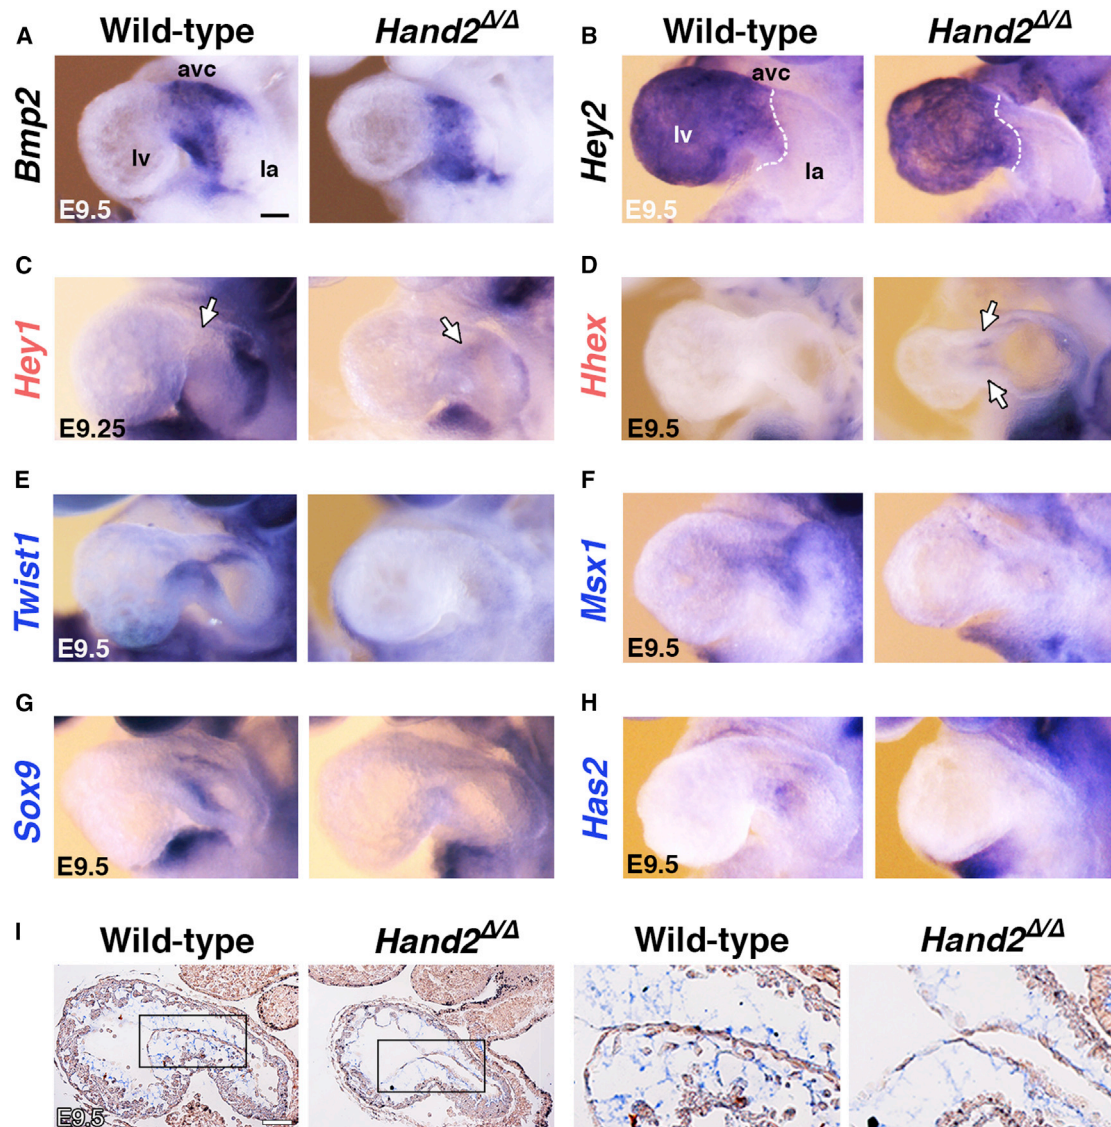 A Wild-type Hand2Δ/Δ B Wild-type Hand2Δ/Δ
Bmp2 avc lv la E9.5
Hey2 avc lv la E9.5
C Hey1 E9.25
D Hhex E9.5
E Twist1 E9.5
F Msx1 E9.5
G Sox9 E9.5
H Has2 E9.5
I Wild-type Hand2Δ/Δ Wild-type Hand2Δ/Δ
E9.5